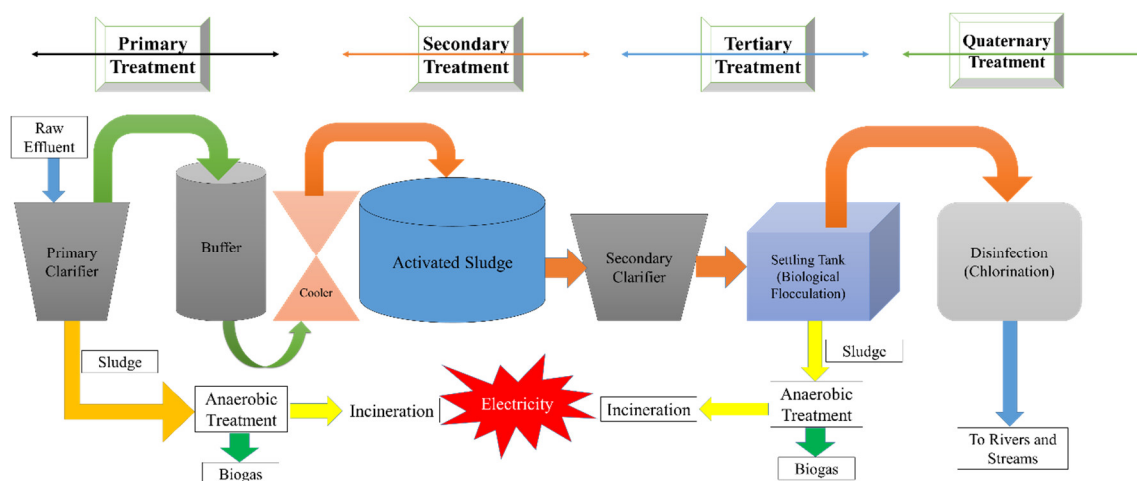 Primary
Treatment
Secondary
Treatment
Tertiary
Treatment
Quaternary
Treatment
Raw
Effluent
Primary
Clarifier
Buffer
Cooler
Activated Sludge
Secondary
Clarifier
Settling Tank
(Biological
Flocculation)
Disinfection
(Chlorination)
Sludge
Sludge
Anaerobic
Treatment
Incineration
Electricity
Incineration
Anaerobic
Treatment
To Rivers and
Streams
Biogas
Biogas